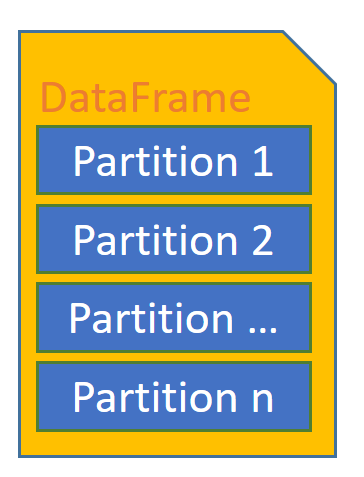 DataFrame
Partition 1
Partition 2
Partition ...
Partition n